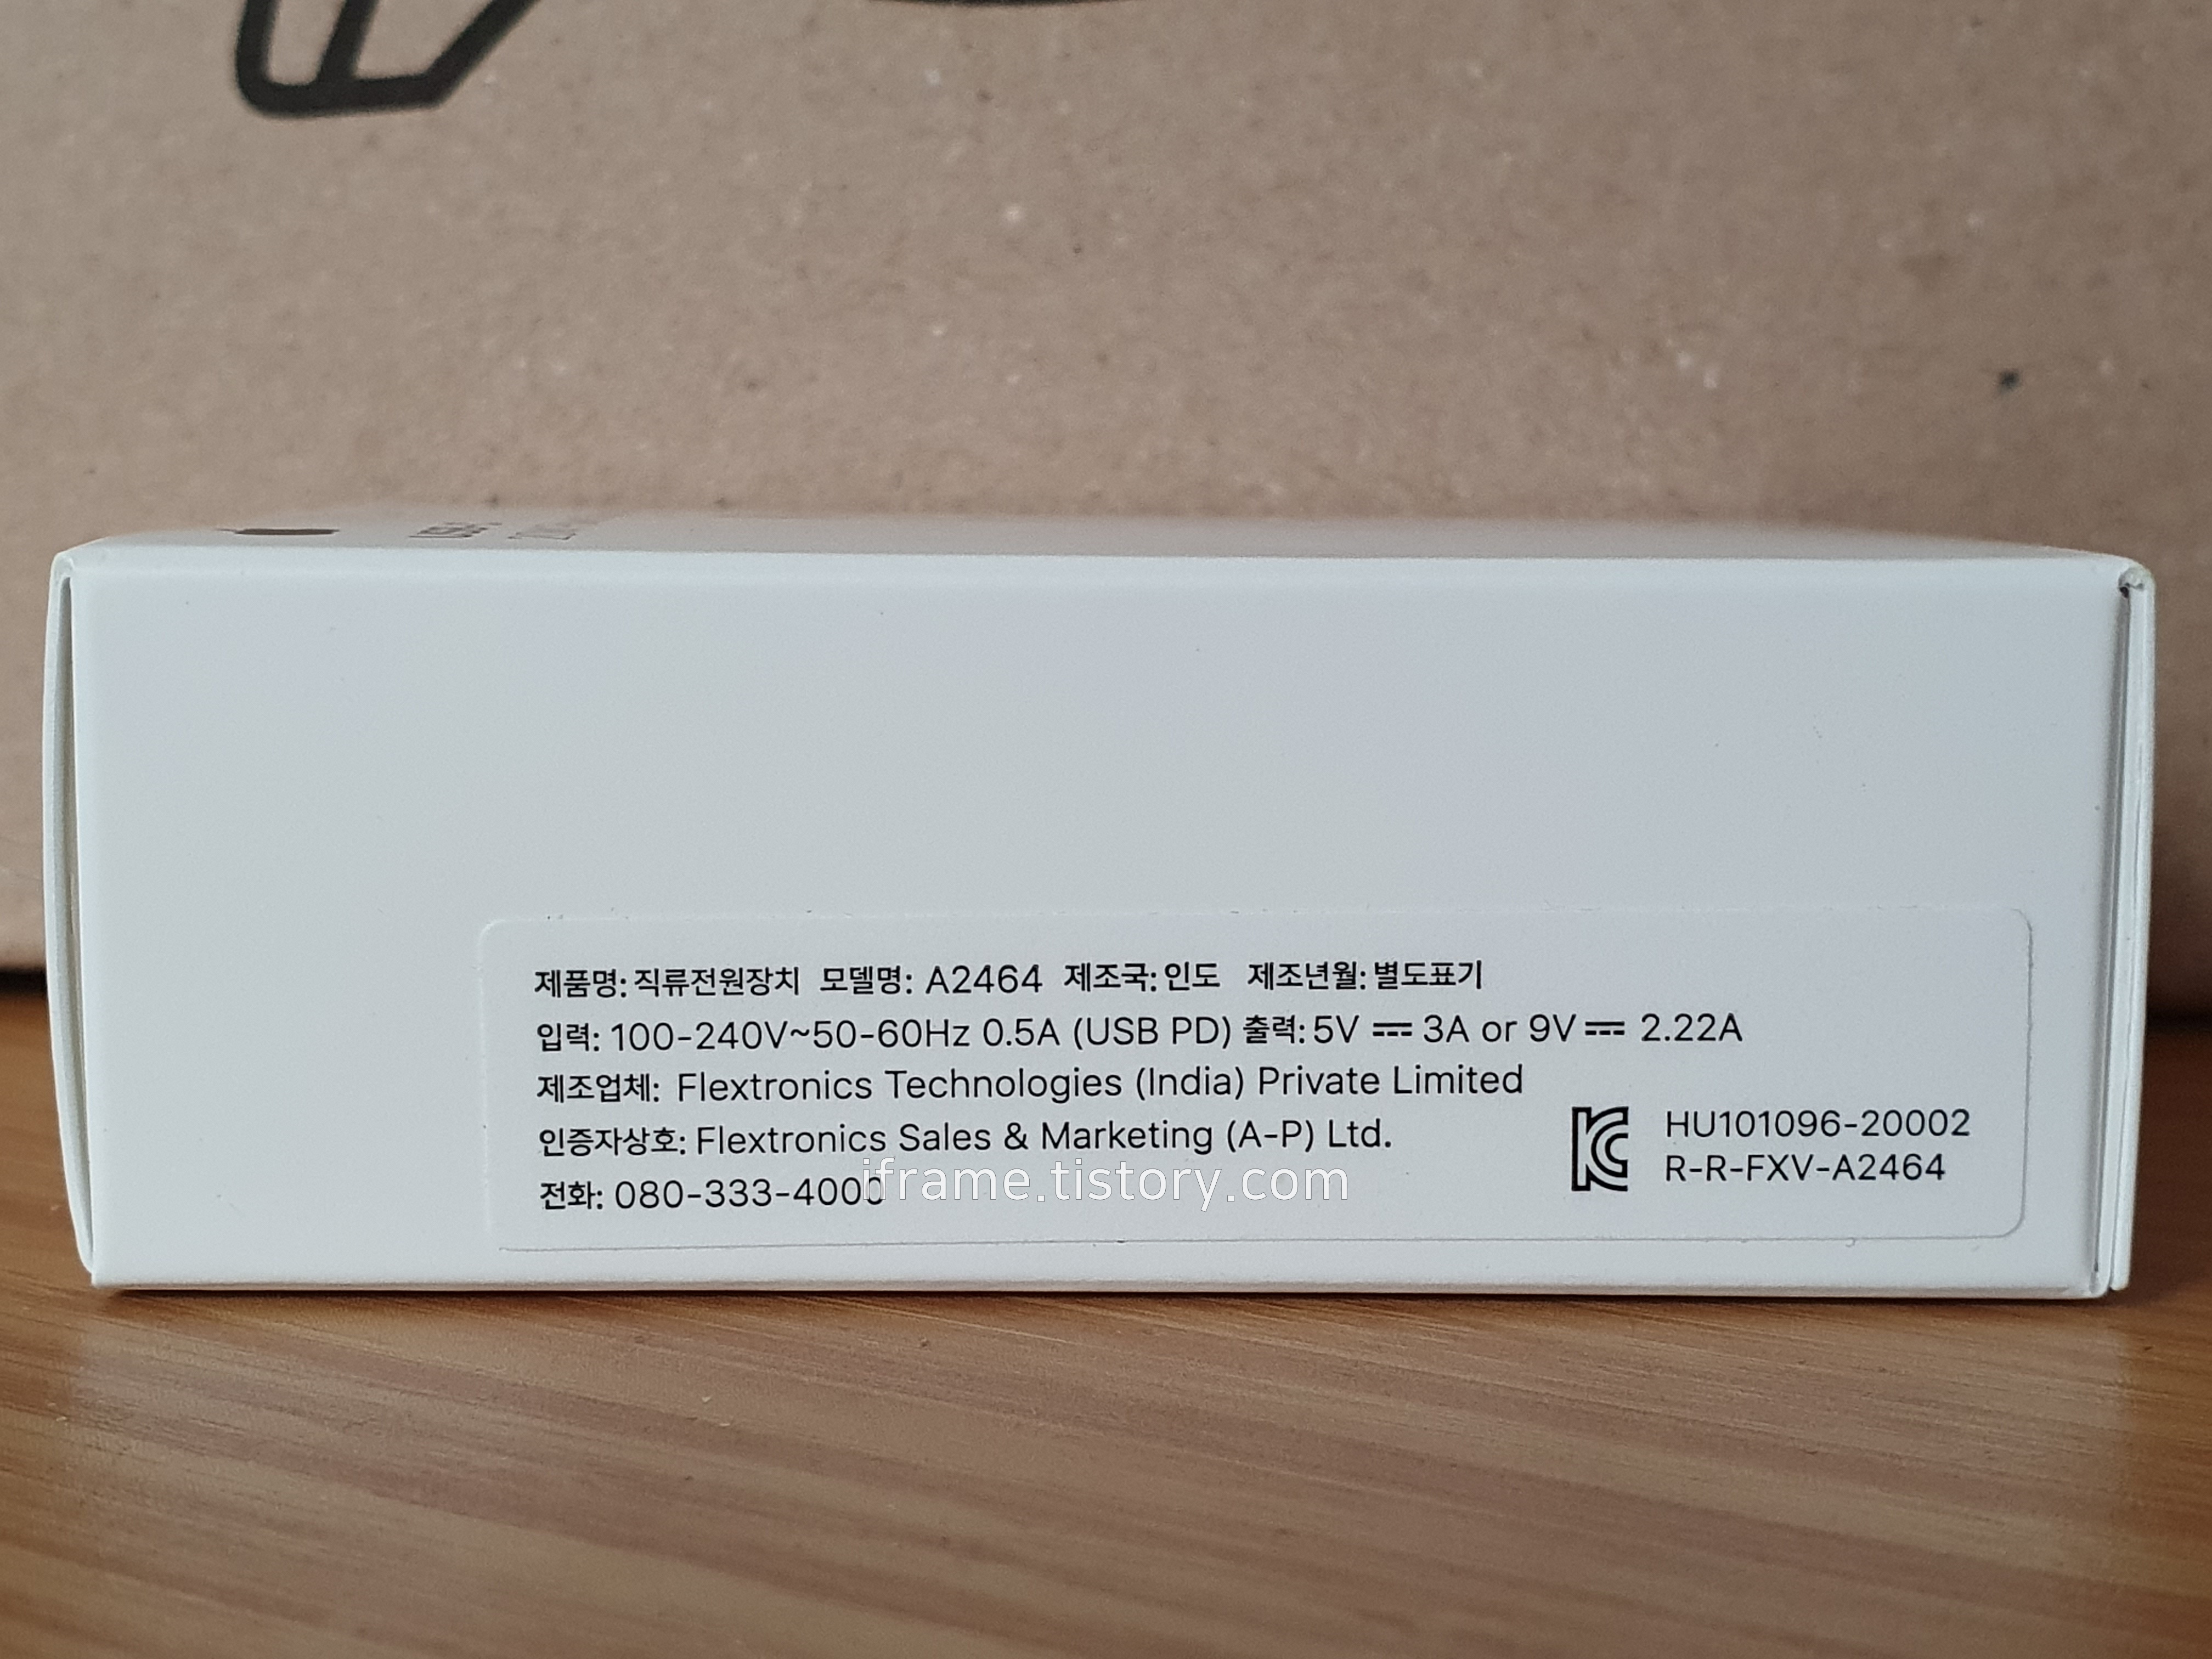 제품명: 직류전원장치 모델명: A2464 제조국: 인도 제조년월: 별도표기
입력: 100-240V~50-60Hz 0.5A (USB PD) 출력: 5V ⎓ 3A or 9V ⎓ 2.22A
제조업체: Flextronics Technologies (India) Private Limited
인증자상호: Flextronics Sales & Marketing (A-P) Ltd.
전화: 080-333-4000
HU101096-20002
R-R-FXV-A2464
iframe.tistory.com